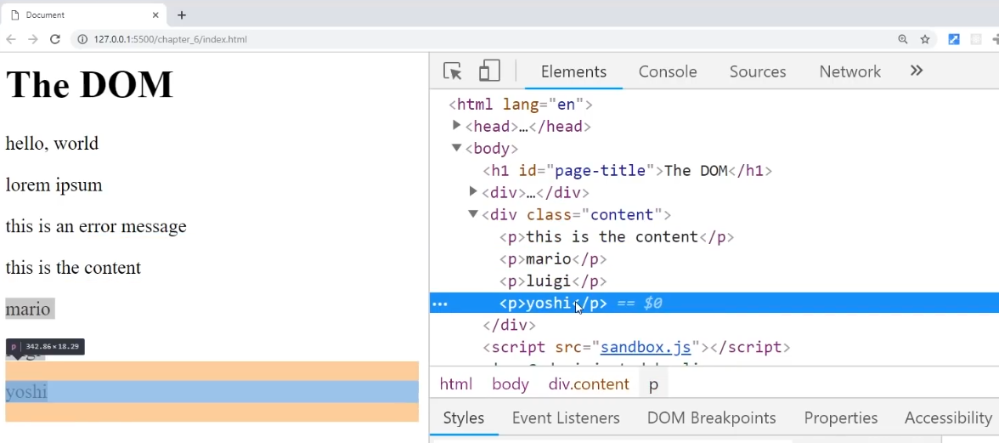 Document
127.0.0.1:5500/chapter_6/index.html
The DOM
hello, world
lorem ipsum
this is an error message
this is the content
mario
p 342.86×18.29
yoshi
Elements Console Sources Network
<html lang="en">
<head>…</head>
<body>
<h1 id="page-title">The DOM</h1>
<div>…</div>
<div class="content">
<p>this is the content</p>
<p>mario</p>
<p>luigi</p>
<p>yoshi</p> == $0
</div>
<script src="sandbox.js"></script>
html body div.content p
Styles Event Listeners DOM Breakpoints Properties Accessibility